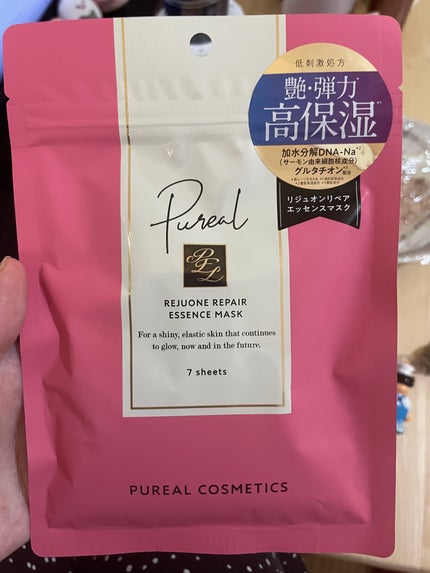 低刺激処方
艶・弾力
高保湿
加水分解DNA-Na
(サーモン由来細胞核成分)
グルタチオン配合
リジュオンリペア
エッセンスマスク
Pureal
PEL
REJUONE REPAIR
ESSENCE MASK
For a shiny, elastic skin that continues
to glow, now and in the future.
7 sheets
PUREAL COSMETICS